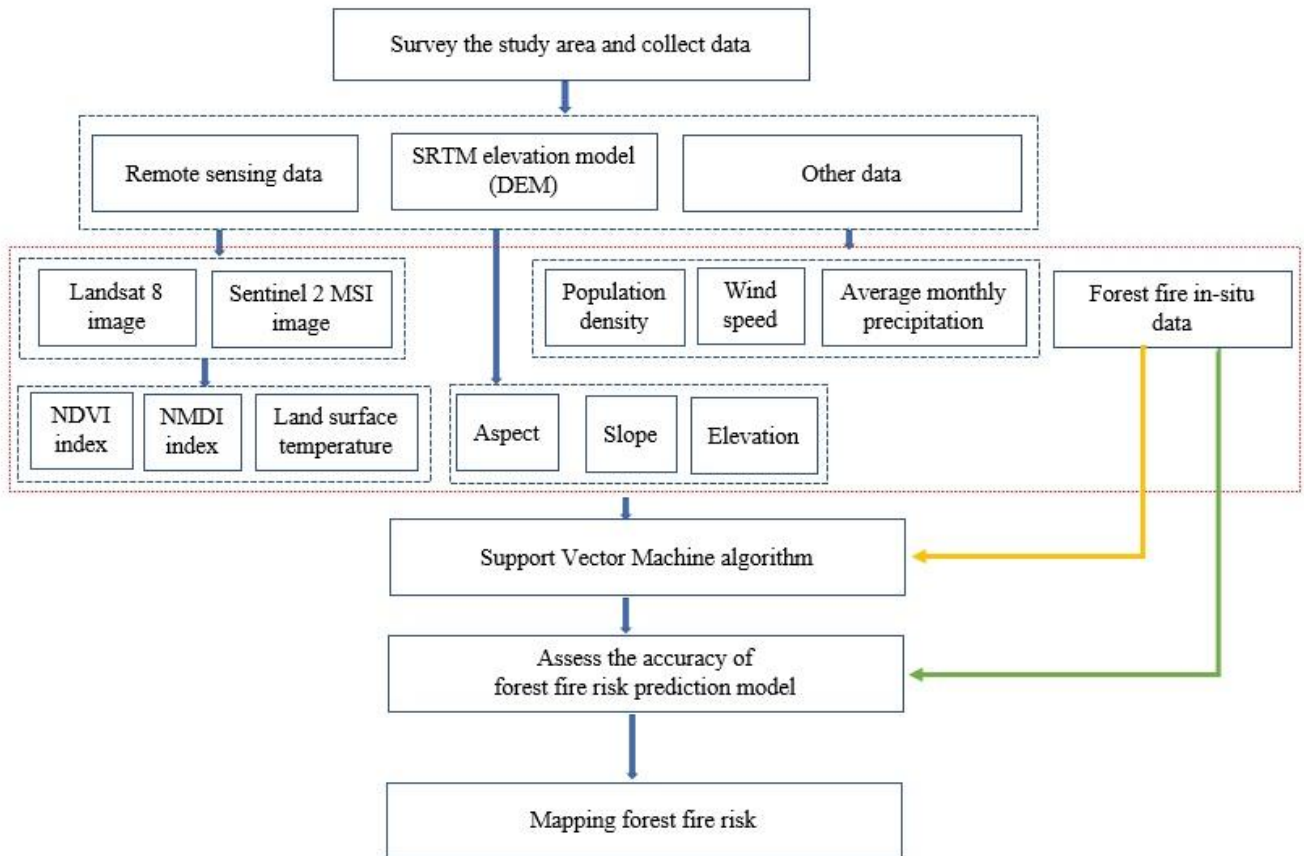 Survey the study area and collect data
Remote sensing data
SRTM elevation model
(DEM)
Other data
Landsat 8
image
Sentinel 2 MSI
image
Population
density
Wind
speed
Average monthly
precipitation
Forest fire in-situ
data
NDVI
index
NMDI
index
Land surface
temperature
Aspect
Slope
Elevation
Support Vector Machine algorithm
Assess the accuracy of
forest fire risk prediction model
Mapping forest fire risk